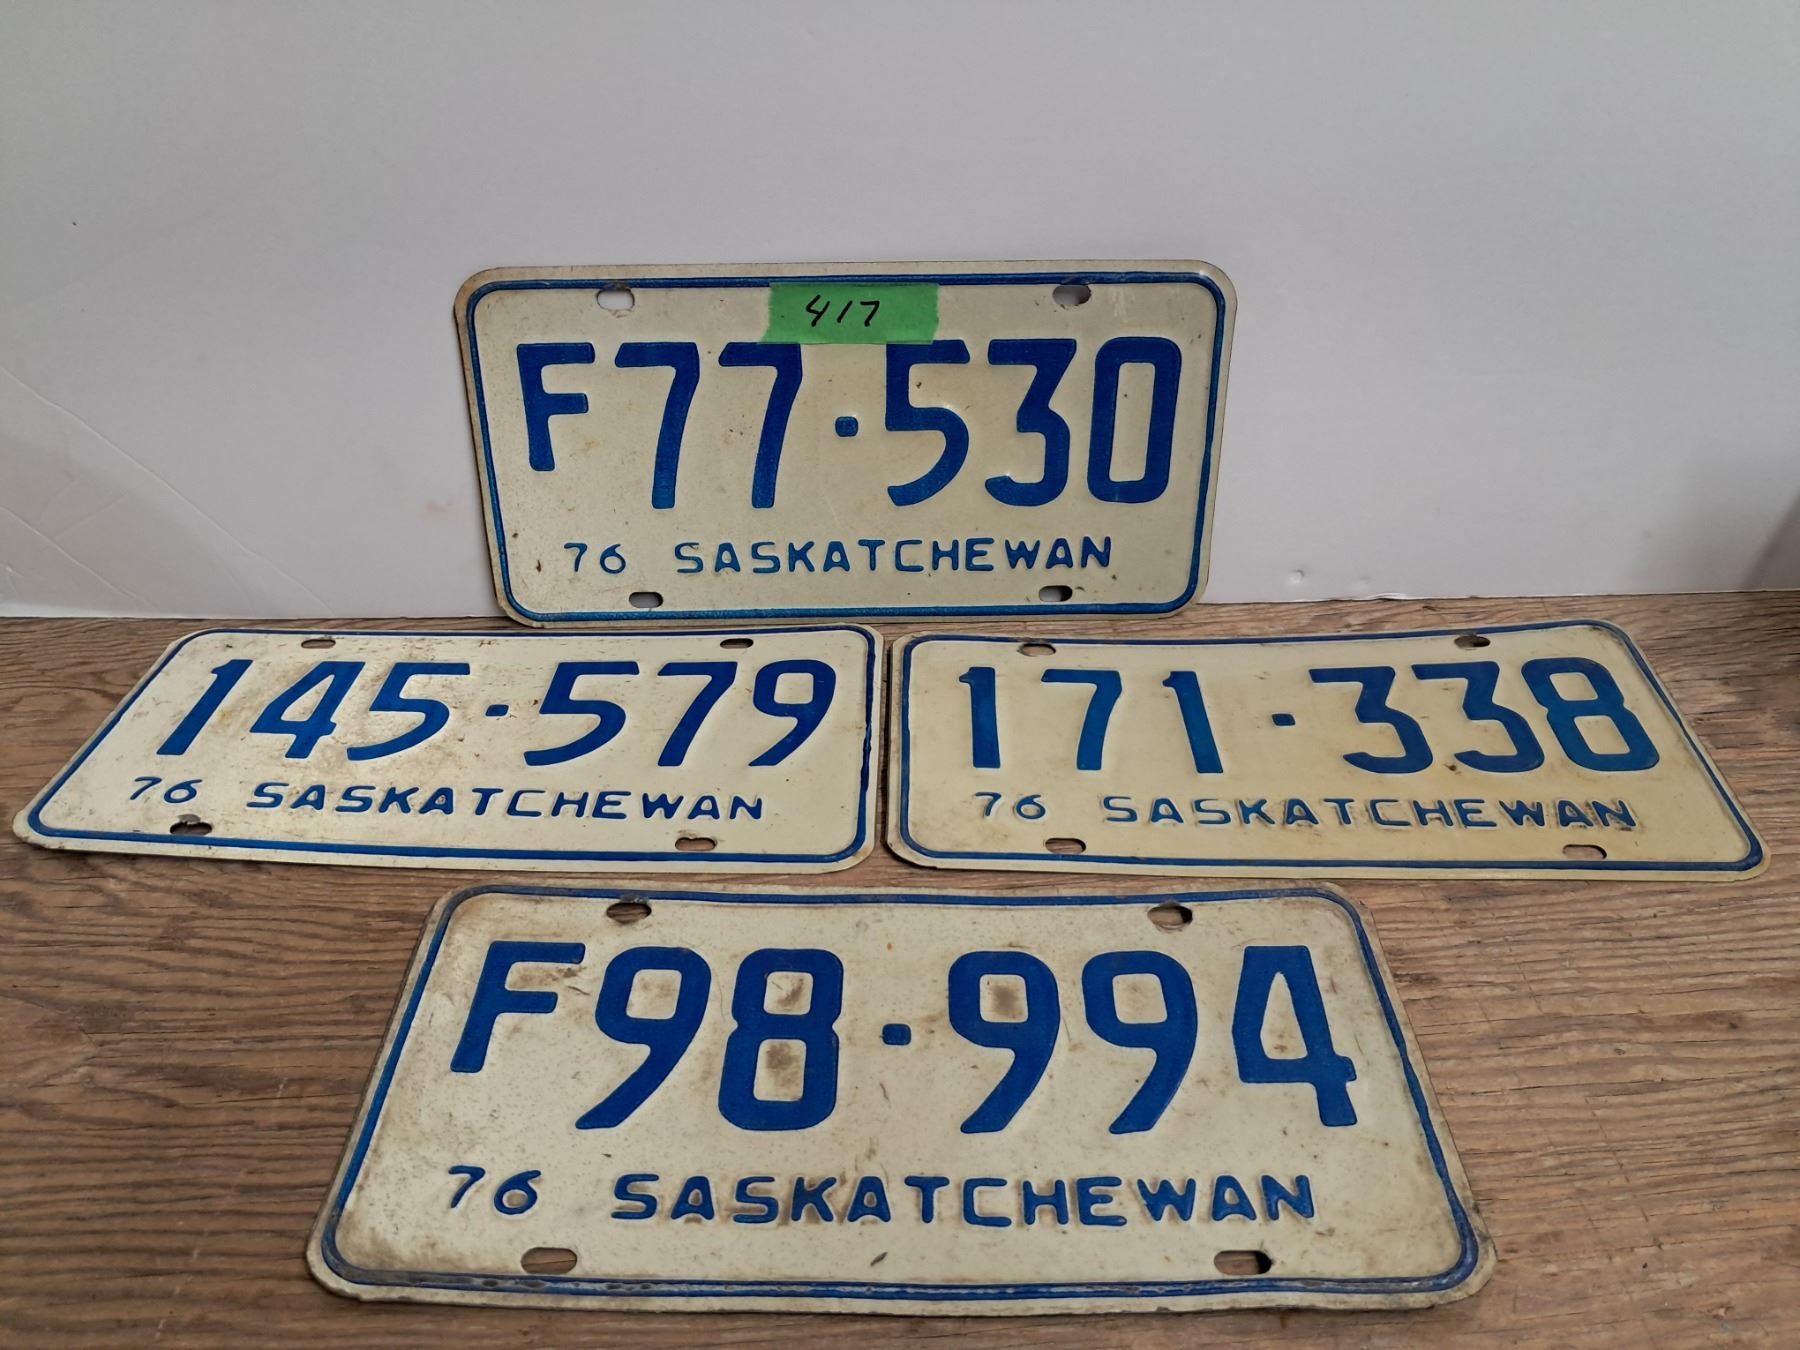 417
F77·530
76 SASKATCHEWAN
145·579
76 SASKATCHEWAN
171·338
76 SASKATCHEWAN
F98·994
76 SASKATCHEWAN